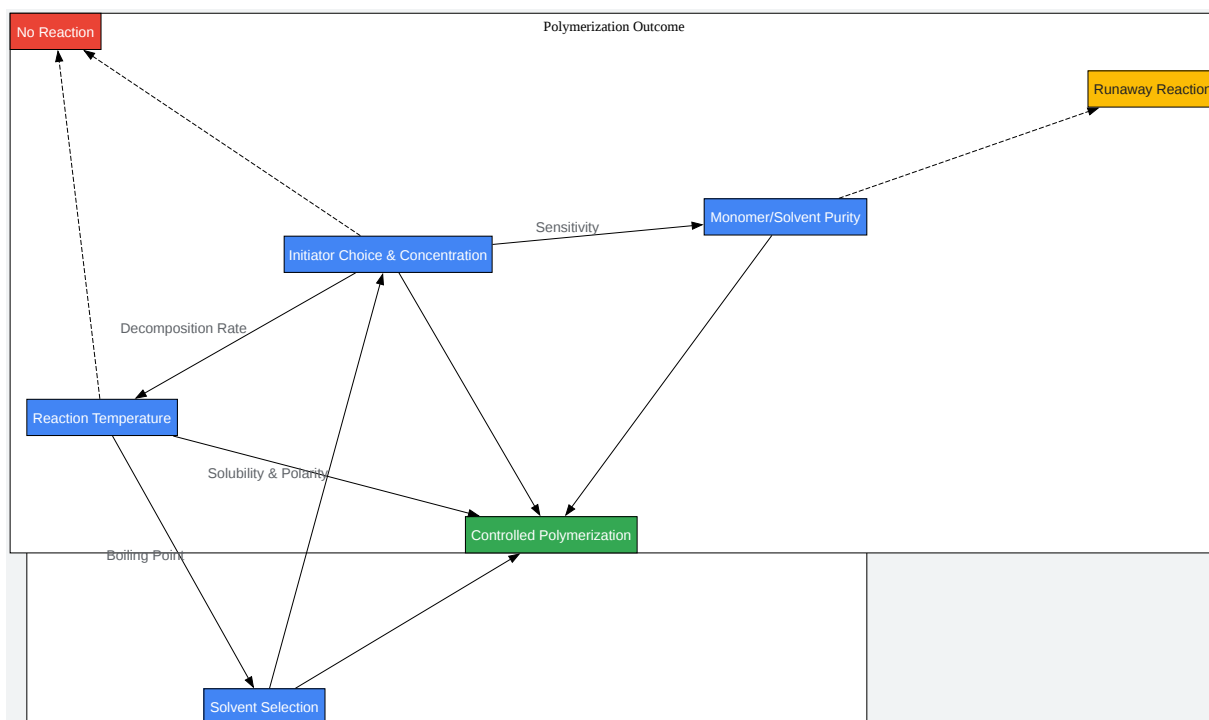 Polymerization Outcome
No Reaction
Runaway Reaction
Monomer/Solvent Purity
Sensitivity
Initiator Choice & Concentration
Decomposition Rate
Reaction Temperature
Solubility & Polarity
Controlled Polymerization
Boiling Point
Solvent Selection